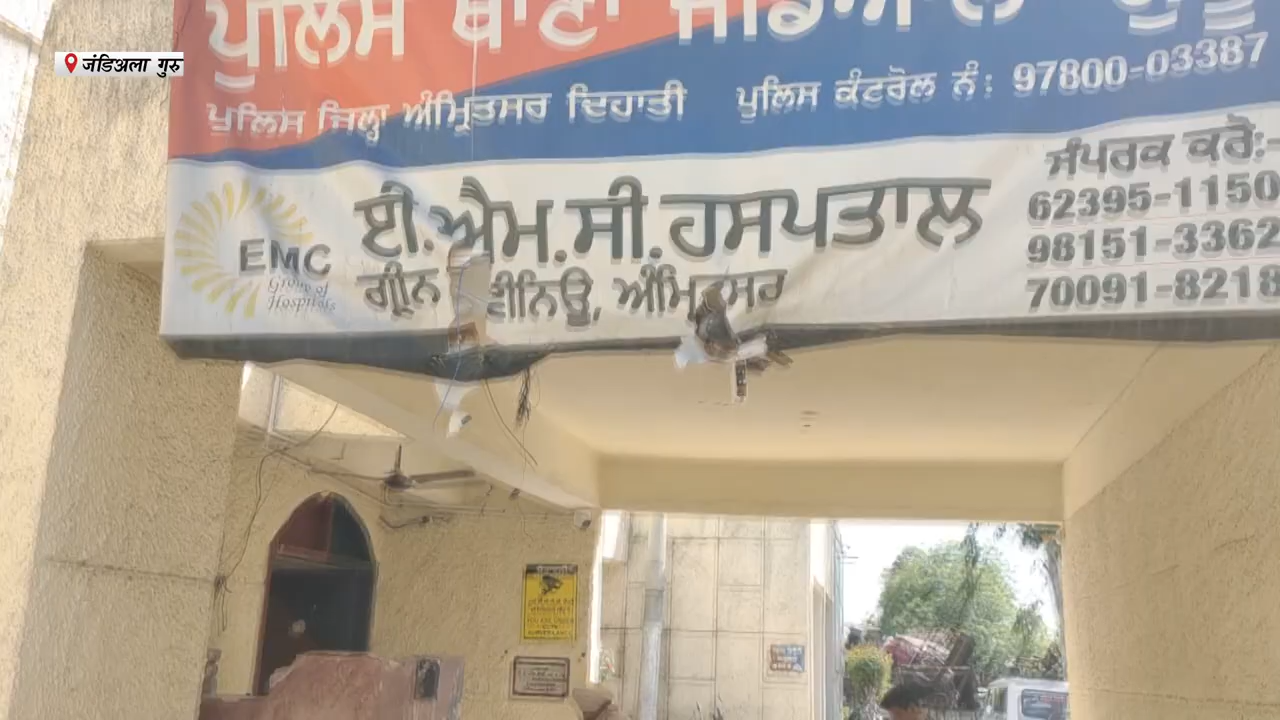 जंडिअला गुरु
ਪੁਲਿਸ ਥਾਣਾ ਜੰਡਿਆਲਾ ਗੁਰੂ
ਪੁਲਿਸ ਜਿਲ੍ਹਾ ਅੰਮ੍ਰਿਤਸਰ ਦਿਹਾਤੀ
ਪੁਲਿਸ ਕੰਟਰੋਲ ਨੰ: 97800-03387
EMC
Group of
Hospitals
ਈ.ਐਮ.ਸੀ.ਹਸਪਤਾਲ
ਗ੍ਰੀਨ ਵੀਨਿਊ, ਅੰਮ੍ਰਿਤਸਰ
ਸੰਪਰਕ ਕਰੋ:-
62395-1150
98151-3362
70091-8218